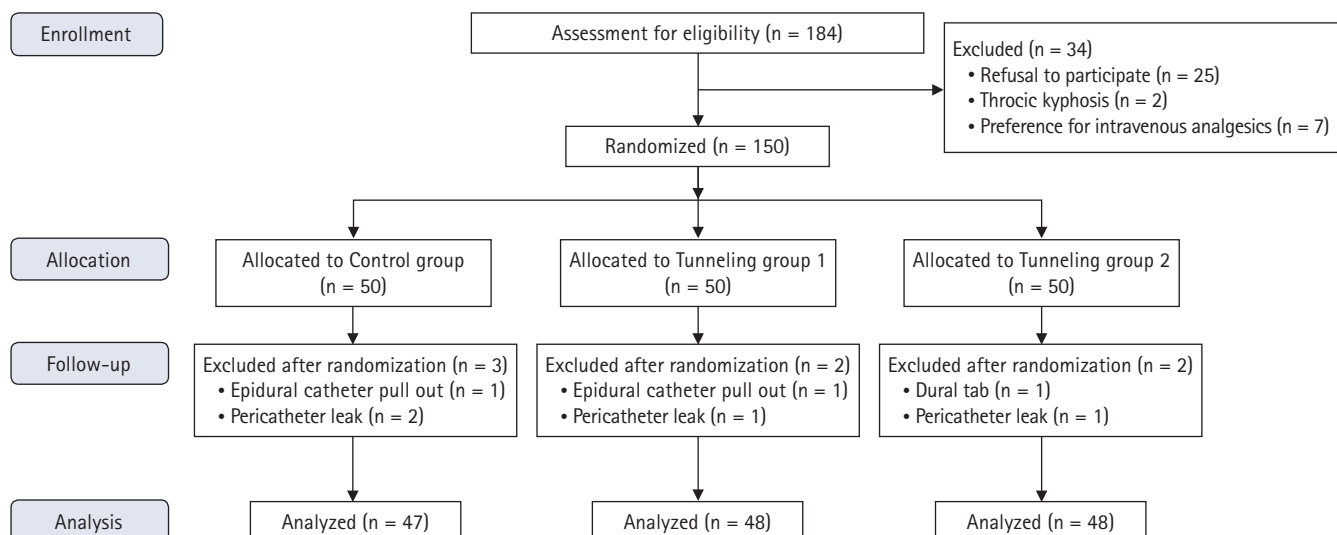 Enrollment
Assessment for eligibility (n = 184)
Excluded (n = 34)
• Refusal to participate (n = 25)
• Throcic kyphosis (n = 2)
• Preference for intravenous analgesics (n = 7)
Randomized (n = 150)
Allocation
Allocated to Control group
(n = 50)
Allocated to Tunneling group 1
(n = 50)
Allocated to Tunneling group 2
(n = 50)
Follow-up
Excluded after randomization (n = 3)
• Epidural catheter pull out (n = 1)
• Pericatheter leak (n = 2)
Excluded after randomization (n = 2)
• Epidural catheter pull out (n = 1)
• Pericatheter leak (n = 1)
Excluded after randomization (n = 2)
• Dural tab (n = 1)
• Pericatheter leak (n = 1)
Analysis
Analyzed (n = 47)
Analyzed (n = 48)
Analyzed (n = 48)